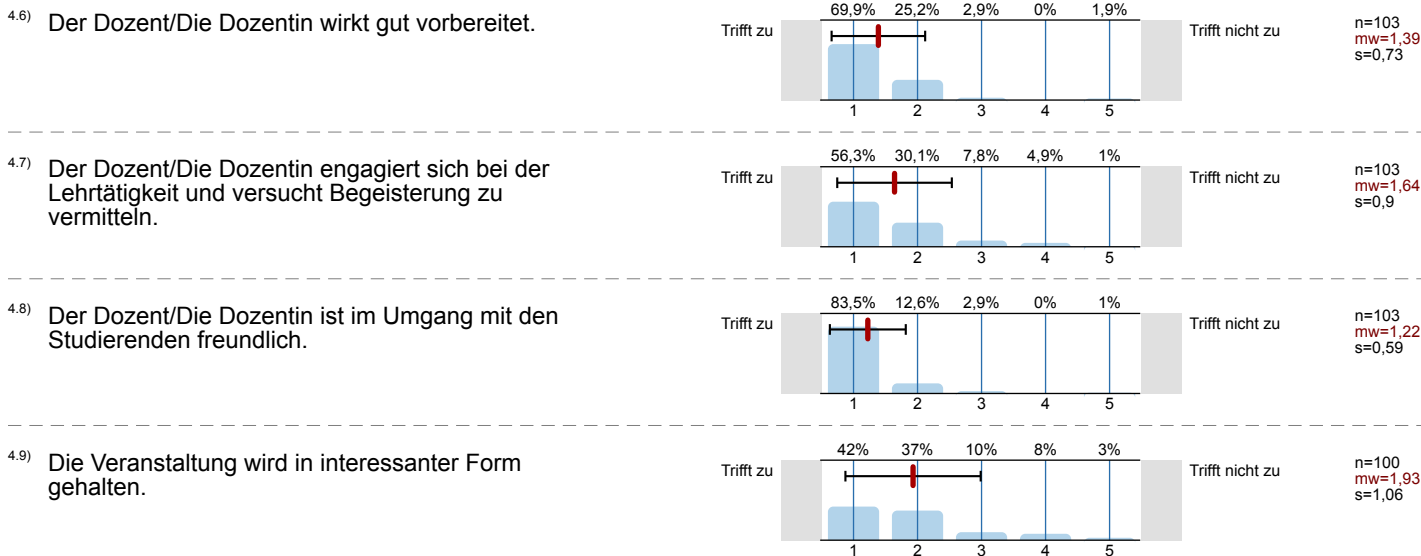 4.6) Der Dozent/Die Dozentin wirkt gut vorbereitet.
69,9% 25,2% 2,9% 0% 1,9%
Trifft zu Trifft nicht zu
1 2 3 4 5
n=103
mw=1,39
s=0,73
4.7) Der Dozent/Die Dozentin engagiert sich bei der
Lehrtätigkeit und versucht Begeisterung zu
vermitteln.
56,3% 30,1% 7,8% 4,9% 1%
Trifft zu Trifft nicht zu
1 2 3 4 5
n=103
mw=1,64
s=0,9
4.8) Der Dozent/Die Dozentin ist im Umgang mit den
Studierenden freundlich.
83,5% 12,6% 2,9% 0% 1%
Trifft zu Trifft nicht zu
1 2 3 4 5
n=103
mw=1,22
s=0,59
4.9) Die Veranstaltung wird in interessanter Form
gehalten.
42% 37% 10% 8% 3%
Trifft zu Trifft nicht zu
1 2 3 4 5
n=100
mw=1,93
s=1,06